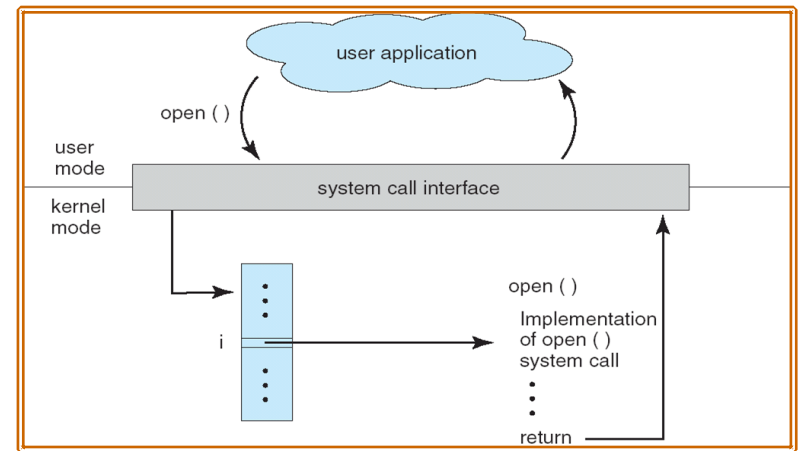 user application
open ( )
user
mode
system call interface
kernel
mode
open ( )
i
Implementation
of open ( )
system call
return